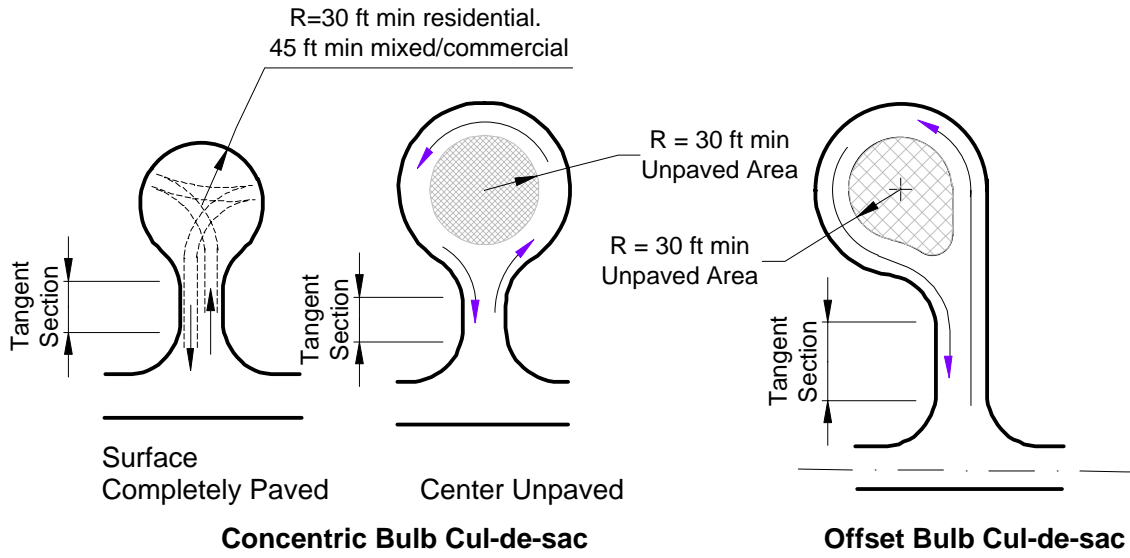 R=30 ft min residential.
45 ft min mixed/commercial
R = 30 ft min
Unpaved Area
R = 30 ft min
Unpaved Area
Tangent
Section
Tangent
Section
Tangent
Section
Surface
Completely Paved
Center Unpaved
Concentric Bulb Cul-de-sac
Offset Bulb Cul-de-sac